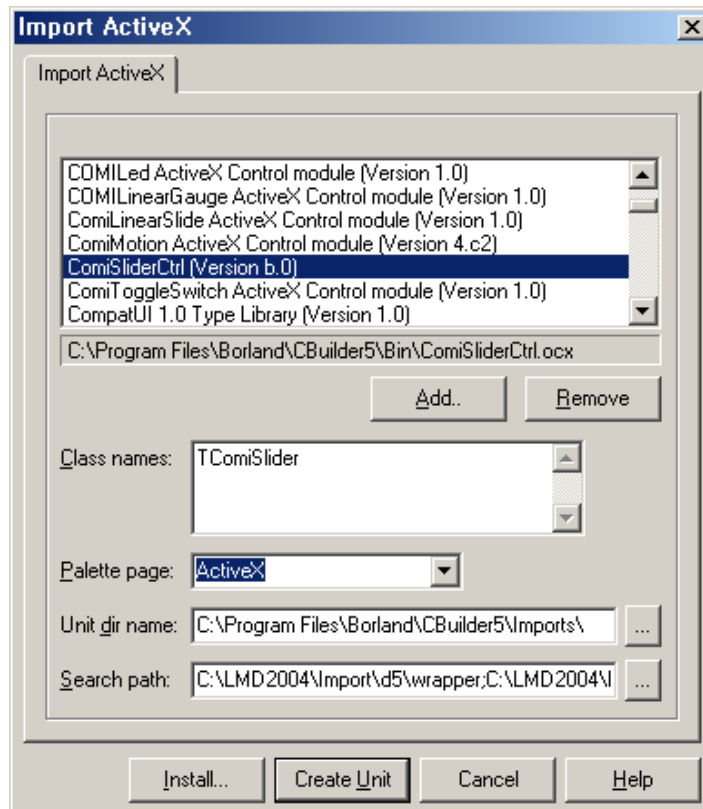 Import ActiveX
Import ActiveX
COMILed ActiveX Control module (Version 1.0)
COMILinearGauge ActiveX Control module (Version 1.0)
ComiLinearSlide ActiveX Control module (Version 1.0)
ComiMotion ActiveX Control module (Version 4.c2)
ComiSliderCtrl (Version b.0)
ComiToggleSwitch ActiveX Control module (Version 1.0)
CompatUI 1.0 Type Library (Version 1.0)
C:\Program Files\Borland\CBuilder5\Bin\ComiSliderCtrl.ocx
Add.. Remove
Class names: TComiSlider
Palette page: ActiveX
Unit dir name: C:\Program Files\Borland\CBuilder5\Imports\ ...
Search path: C:\LMD2004\Import\d5\wrapper;C:\LMD2004\I ...
Install... Create Unit Cancel Help